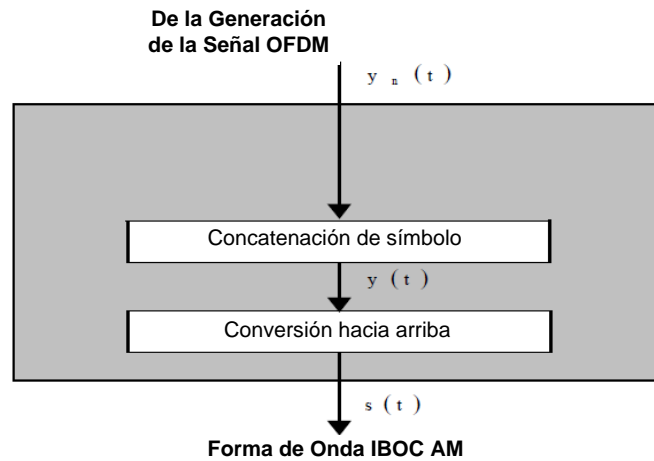 De la Generación
de la Señal OFDM
y n (t)
Concatenación de símbolo
y (t)
Conversión hacia arriba
s (t)
Forma de Onda IBOC AM